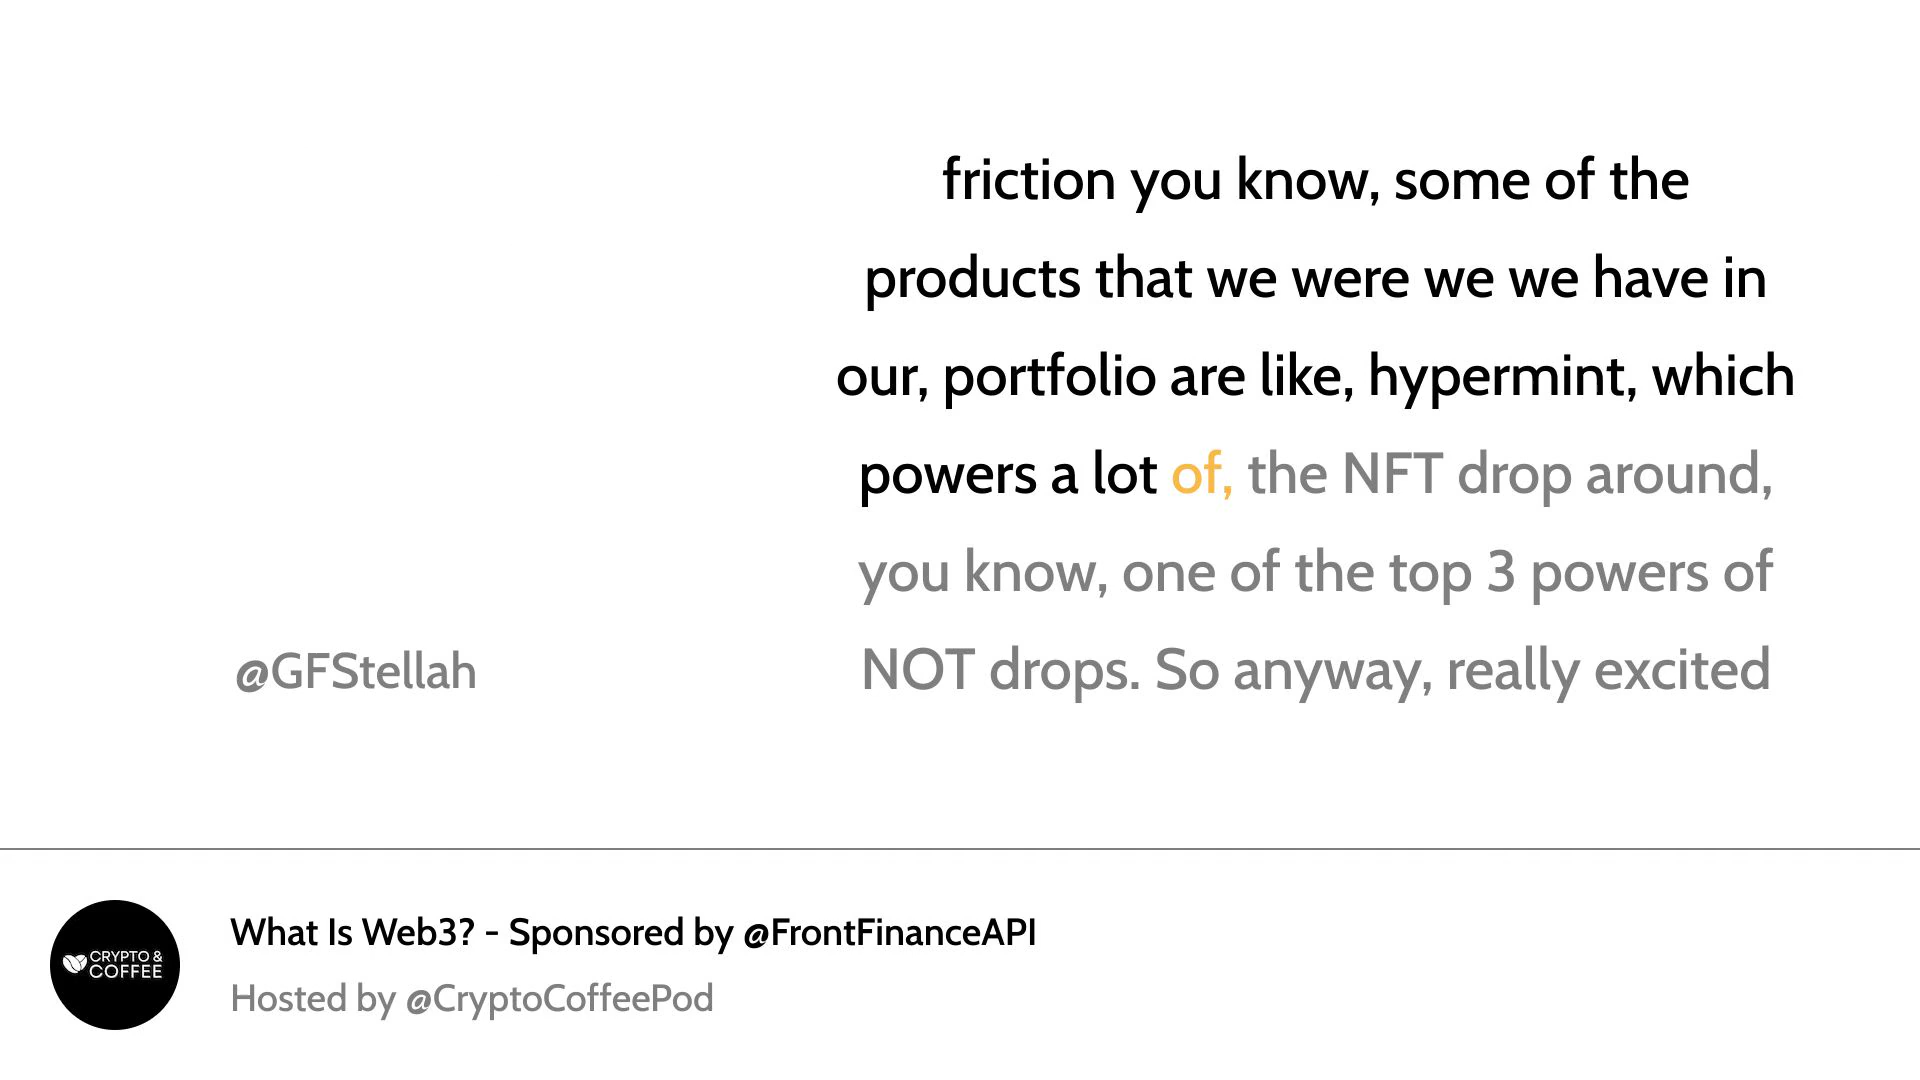 friction you know, some of the
products that we were we we have in
our, portfolio are like, hypermint, which
powers a lot of, the NFT drop around,
you know, one of the top 3 powers of
NOT drops. So anyway, really excited
@GFStellah
CRYPTO &
COFFEE
What Is Web3? - Sponsored by @FrontFinanceAPI
Hosted by @CryptoCoffeePod